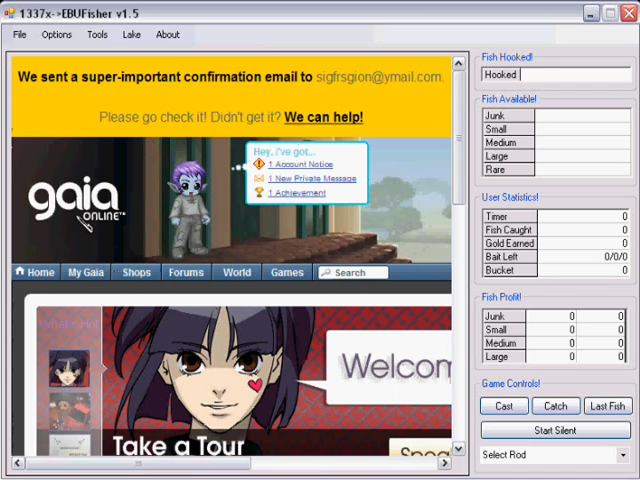 1337x->EBUFisher v1.5
File Options Tools Lake About
We sent a super-important confirmation email to sigfrsgion@ymail.com.
Please go check it! Didn't get it? We can help!
Hey, I've got...
1 Account Notice
1 New Private Message
1 Achievement
gaia
ONLINE™
Home My Gaia Shops Forums World Games Search
What's Hot
Welcom
Take a Tour
Fish Hooked!
Hooked
Fish Available!
Junk
Small
Medium
Large
Rare
User Statistics!
Timer 0
Fish Caught 0
Gold Earned 0
Bait Left 0/0/0
Bucket 0
Fish Profit!
Junk 0 0
Small 0 0
Medium 0 0
Large 0 0
Game Controls!
Cast Catch Last Fish
Start Silent
Select Rod